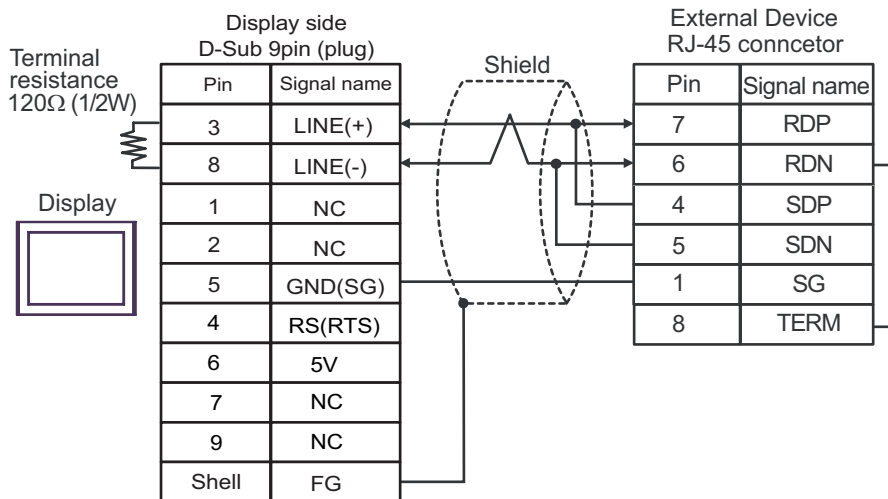 Display side
D-Sub 9pin (plug)
External Device
RJ-45 conncetor
Terminal
resistance
120Ω (1/2W)
Shield
Display
Pin Signal name
3 LINE(+)
8 LINE(-)
1 NC
2 NC
5 GND(SG)
4 RS(RTS)
6 5V
7 NC
9 NC
Shell FG
Pin Signal name
7 RDP
6 RDN
4 SDP
5 SDN
1 SG
8 TERM